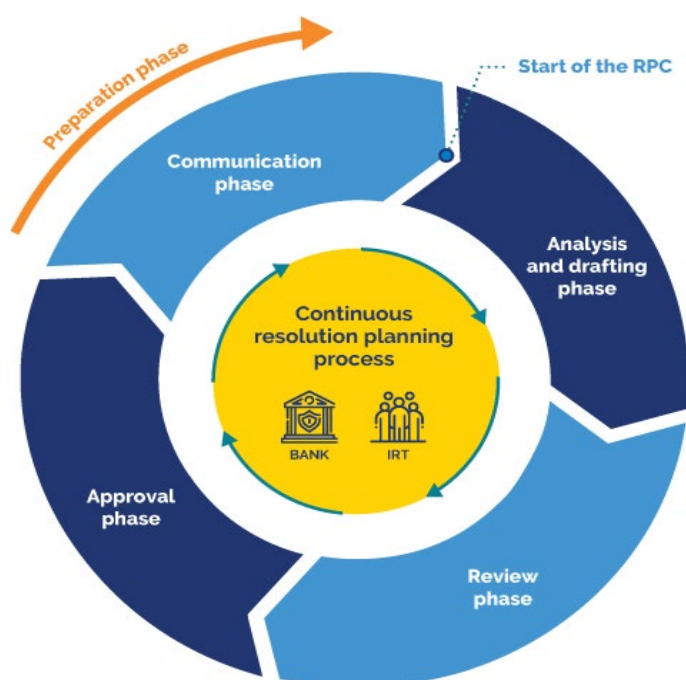 Preparation phase
Start of the RPC
Communication
phase
Analysis
and drafting
phase
Continuous
resolution planning
process
BANK
IRT
Approval
phase
Review
phase